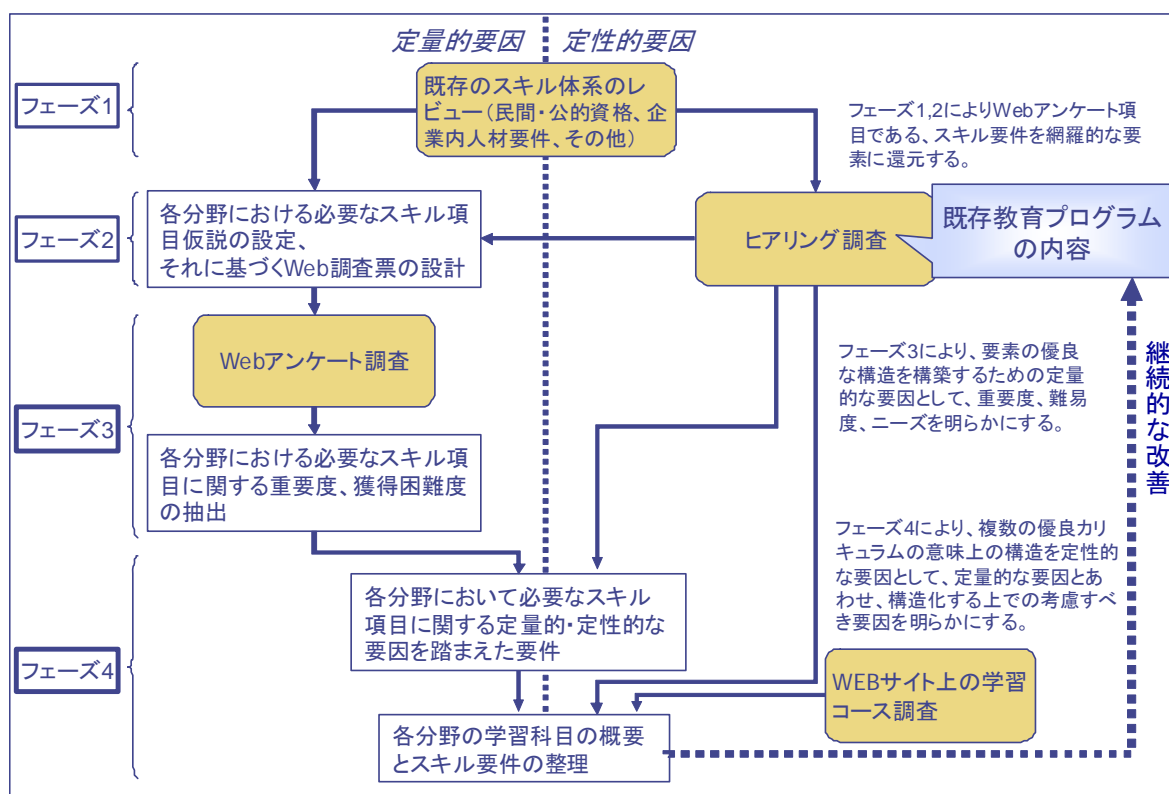 定量的要因
定性的要因
フェーズ1
既存のスキル体系のレ
ビュー(民間・公的資格、企
業内人材要件、その他)
フェーズ1,2によりWebアンケート項
目である、スキル要件を網羅的な要
素に還元する。
フェーズ2
各分野における必要なスキル項
目仮説の設定、
それに基づくWeb調査票の設計
ヒアリング調査
既存教育プログラム
の内容
フェーズ3
Webアンケート調査
フェーズ3により、要素の優良
な構造を構築するための定量
的な要因として、重要度、難易
度、ニーズを明らかにする。
継続的な改善
各分野における必要なスキル項
目に関する重要度、獲得困難度
の抽出
フェーズ4により、複数の優良カリ
キュラムの意味上の構造を定性的
な要因として、定量的な要因とあ
わせ、構造化する上での考慮すべ
き要因を明らかにする。
フェーズ4
各分野において必要なスキル
項目に関する定量的・定性的な
要因を踏まえた要件
WEBサイト上の学習
コース調査
各分野の学習科目の概要
とスキル要件の整理